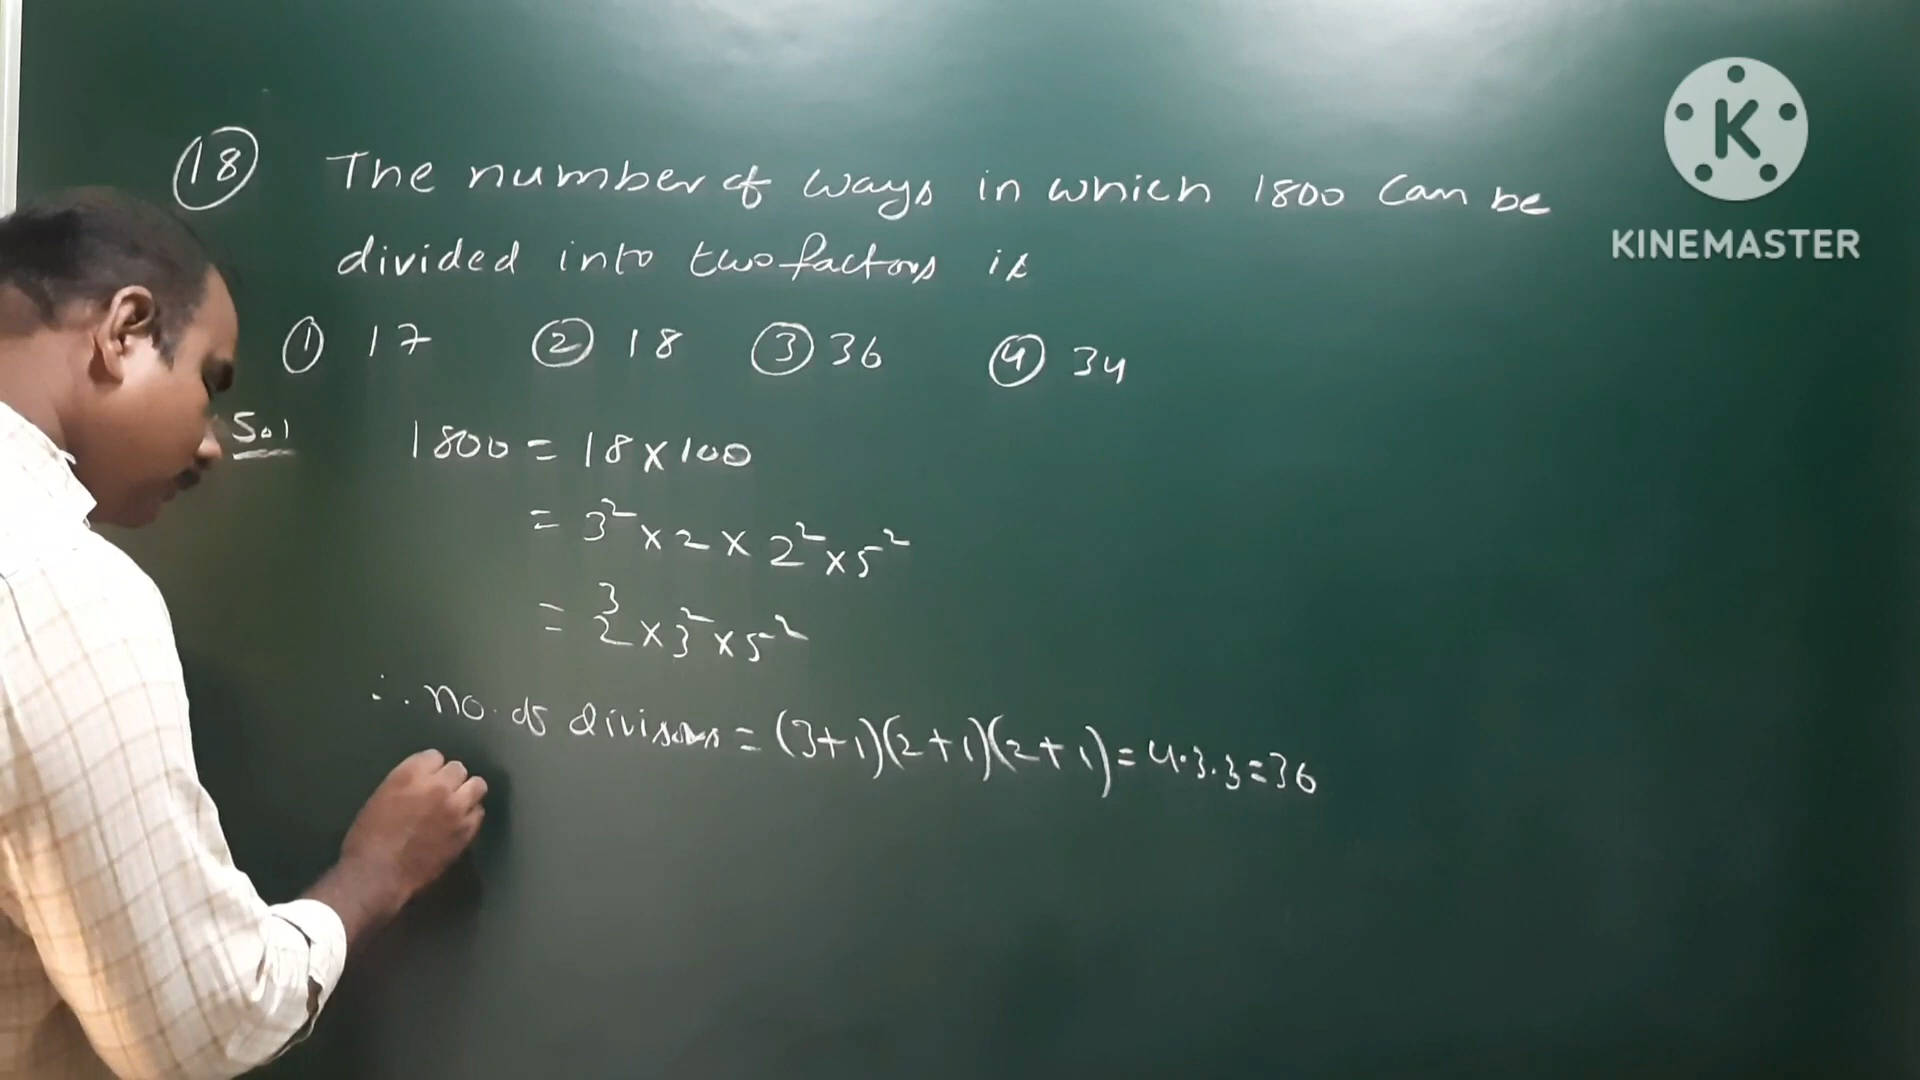 18 The number of ways in which 1800 can be
divided into two factors is
1 17 2 18 3 36 4 34
Sol 1800 = 18 × 100
= 3² × 2 × 2² × 5²
= 2³ × 3² × 5²
∴ no. of divisors = (3+1)(2+1)(2+1) = 4·3·3 = 36
K
KINEMASTER